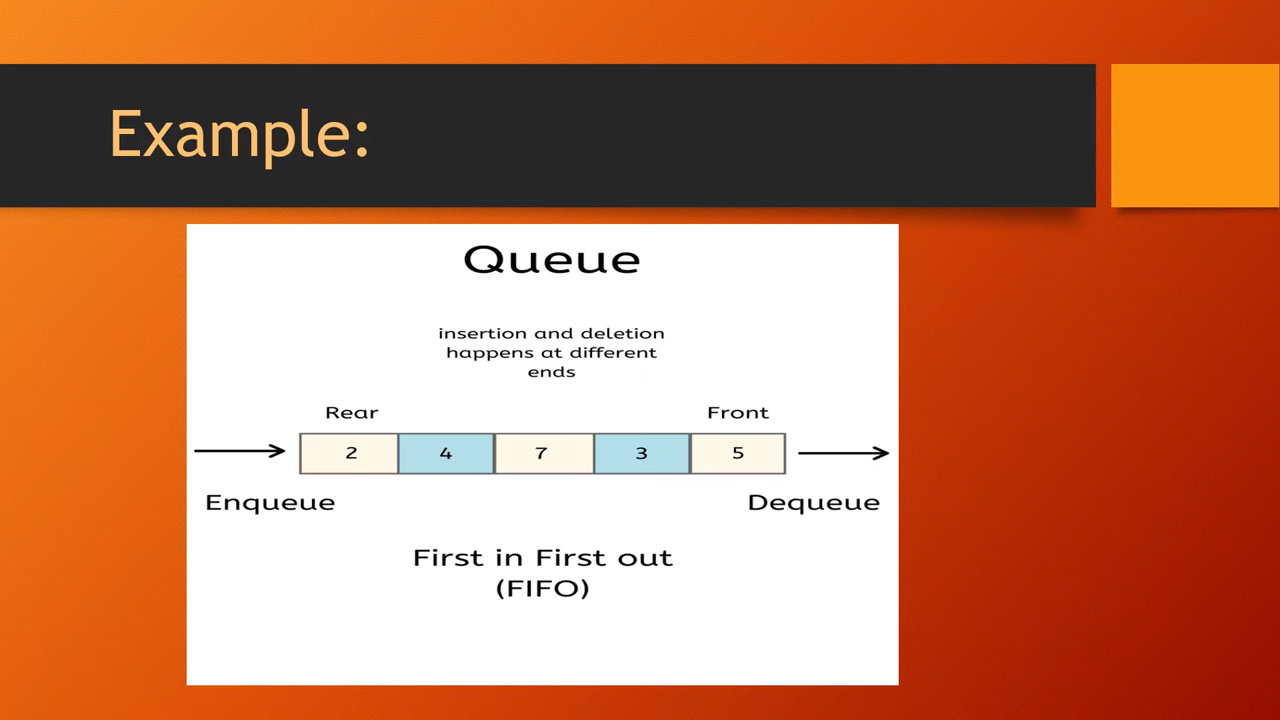 Example:
Queue
insertion and deletion
happens at different
ends
Rear Front
2 4 7 3 5
Enqueue Dequeue
First in First out
(FIFO)